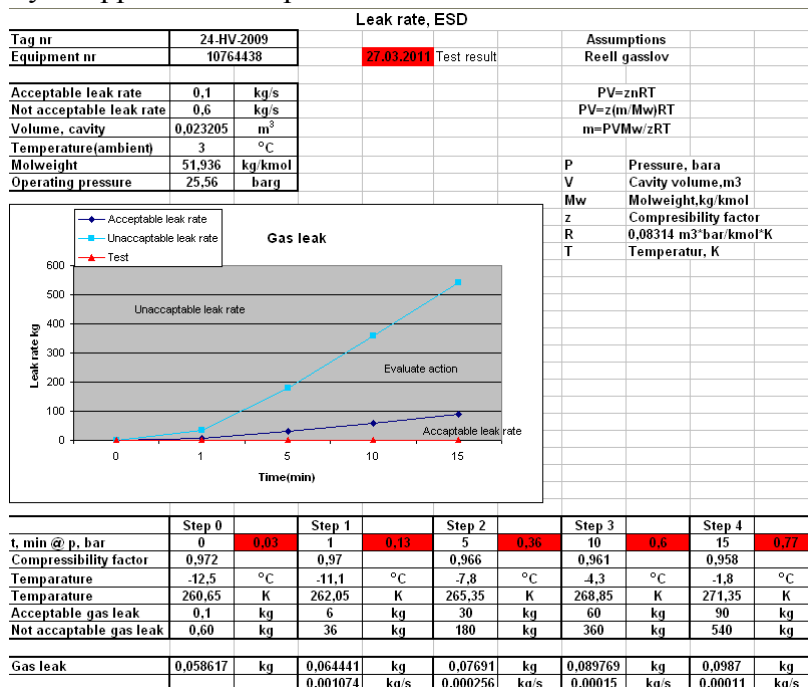 Leak rate, ESD
Tag nr 24-HV-2009 Assumptions
Equipment nr 10764438 27.03.2011 Test result Reell gasslov
Acceptable leak rate 0,1 kg/s PV=znRT
Not acceptable leak rate 0,6 kg/s PV=z(m/Mw)RT
Volume, cavity 0,023205 m3 m=PVMw/zRT
Temperature(ambient) 3 °C
Molweight 51,936 kg/kmol P Pressure, bara
Operating pressure 25,56 barg V Cavity volume,m3
Mw Molweight,kg/kmol
z Compresibility factor
R 0,08314 m3*bar/kmol*K
T Temperatur, K
Acceptable leak rate
Unaccaptable leak rate
Test
Gas leak
600
500
400
300
200
100
0
Leak rate kg
Unaccaptable leak rate
Evaluate action
Accaptable leak rate
0 1 5 10 15
Time(min)
Step 0 Step 1 Step 2 Step 3 Step 4
t, min @ p, bar 0 0,03 1 0,13 5 0,36 10 0,6 15 0,77
Compressibility factor 0,972 0,97 0,966 0,961 0,958
Temparature -12,5 °C -11,1 °C -7,8 °C -4,3 °C -1,8 °C
Temparature 260,65 K 262,05 K 265,35 K 268,85 K 271,35 K
Acceptable gas leak 0,1 kg 6 kg 30 kg 60 kg 90 kg
Not accaptable gas leak 0,60 kg 36 kg 180 kg 360 kg 540 kg
Gas leak 0,058617 kg 0,064441 kg 0,07691 kg 0,089769 kg 0,0987 kg
0,001074 kg/s 0,000256 kg/s 0,00015 kg/s 0,00011 kg/s